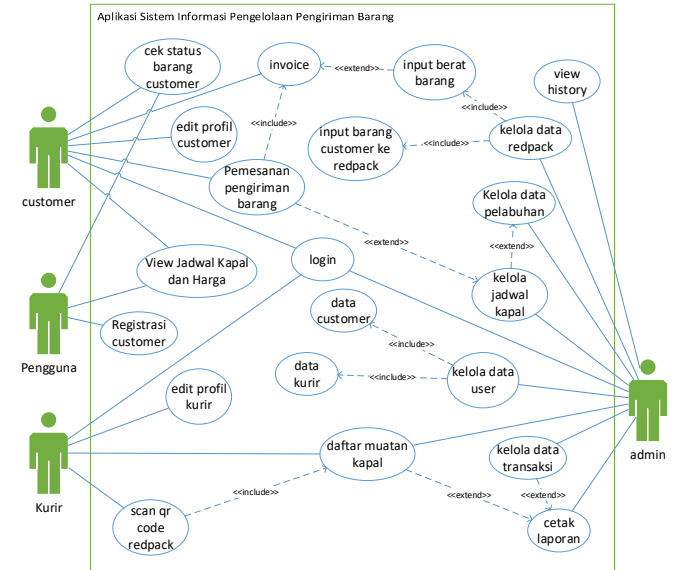 Aplikasi Sistem Informasi Pengelolaan Pengiriman Barang
cek status
barang
customer
invoice
<<extend>>
input berat
barang
view
history
edit profil
customer
<<include>>
input barang
customer ke
redpack
<<include>>
<<include>>
kelola data
redpack
customer
Pemesanan
pengiriman
barang
Kelola data
pelabuhan
<<extend>>
<<extend>>
View Jadwal Kapal
dan Harga
login
kelola
jadwal
kapal
Pengguna
Registrasi
customer
data
customer
<<include>>
data
kurir
<<include>>
kelola data
user
edit profil
kurir
admin
Kurir
daftar muatan
kapal
kelola data
transaksi
<<include>>
<<extend>>
<<extend>>
scan qr
code
redpack
cetak
laporan